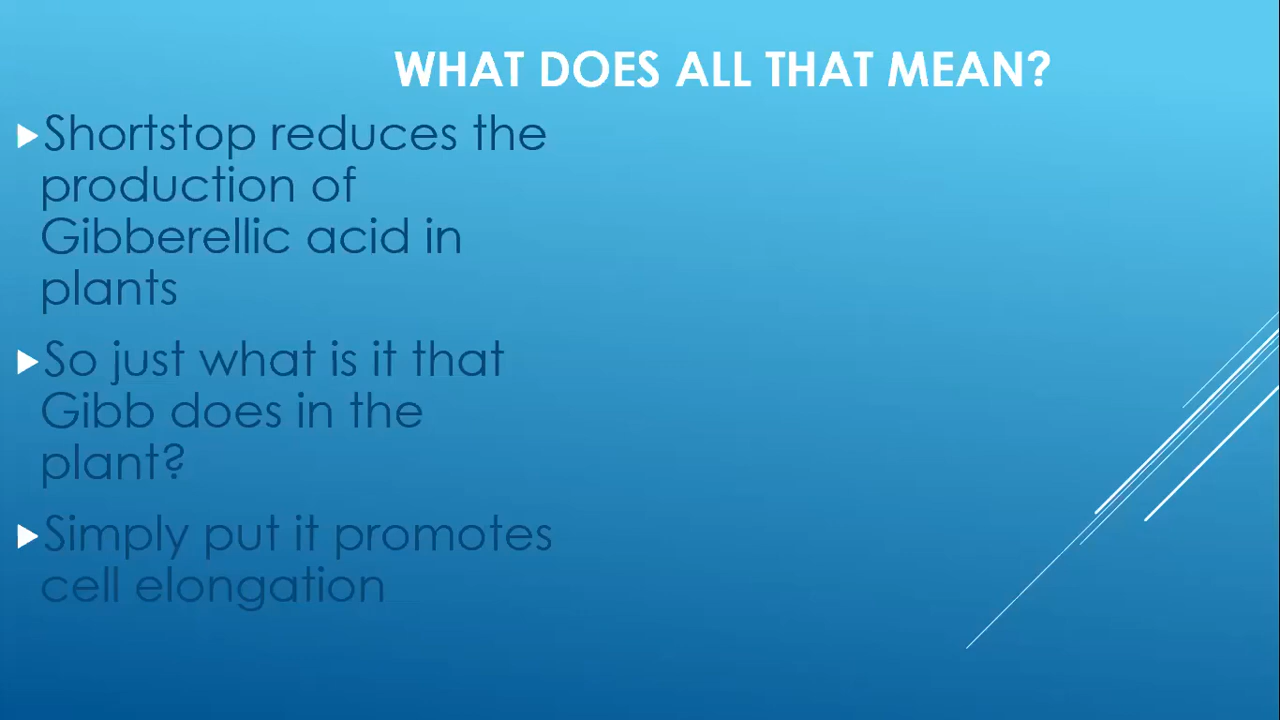 WHAT DOES ALL THAT MEAN?
Shortstop reduces the
production of
Gibberellic acid in
plants
So just what is it that
Gibb does in the
plant?
Simply put it promotes
cell elongation